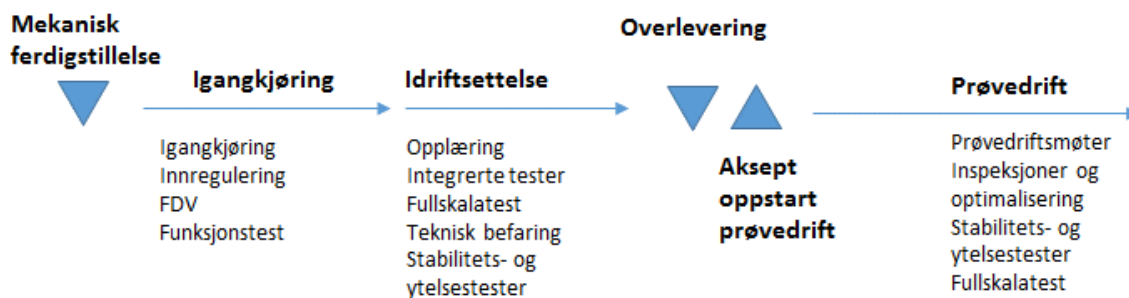 Mekanisk
ferdigstillelse
Igangkjøring
Igangkjøring
Innregulering
FDV
Funksjonstest
Idriftsettelse
Opplæring
Integrerte tester
Fullskalatest
Teknisk befaring
Stabilitets- og
ytelsestester
Overlevering
Aksept
oppstart
prøvedrift
Prøvedrift
Prøvedriftsmøter
Inspeksjoner og
optimalisering
Stabilitets- og
ytelsestester
Fullskalatest